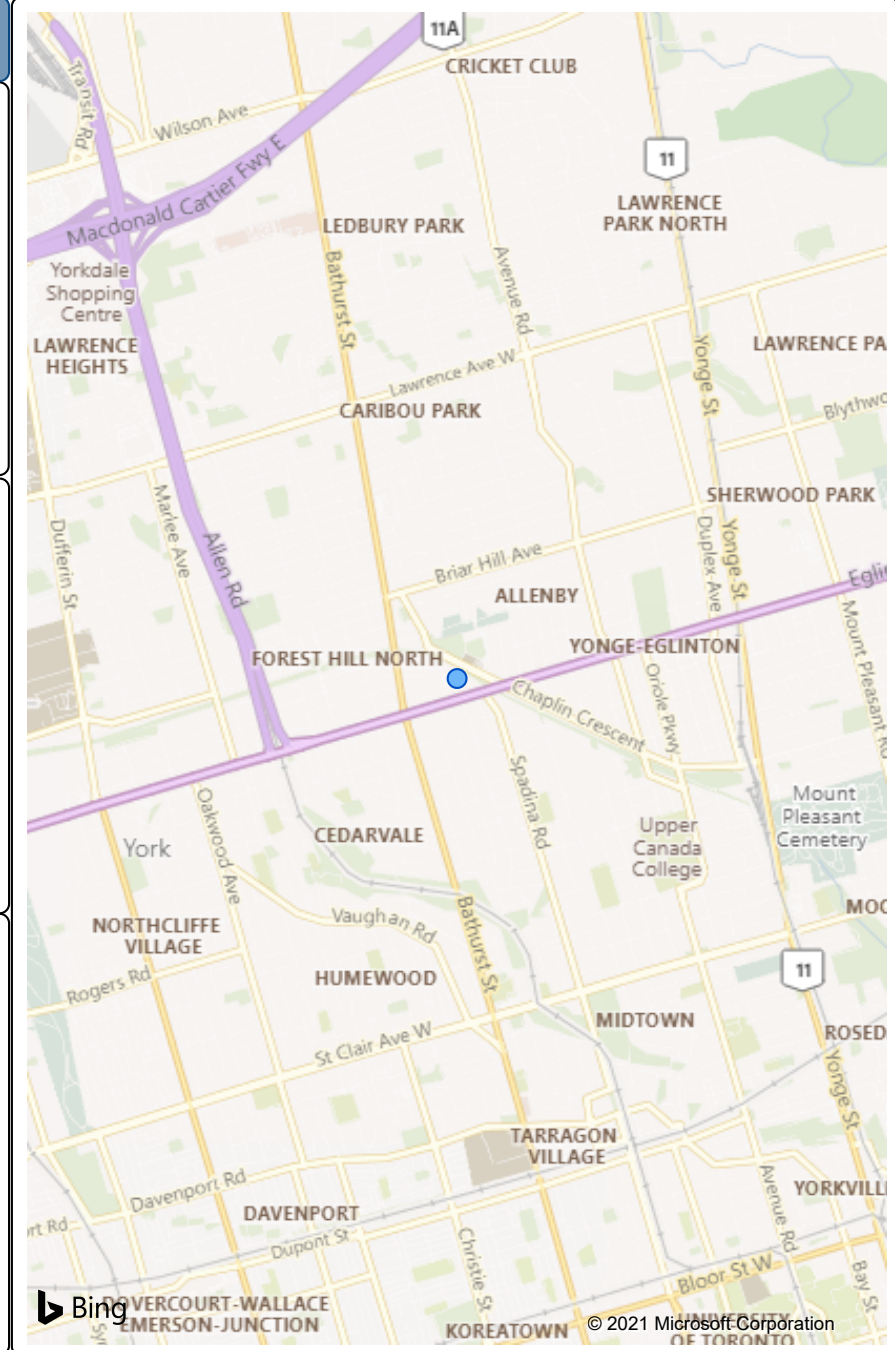 11A
CRICKET CLUB
Transit Rd
Wilson Ave
Macdonald Cartier Fwy E
11
LAWRENCE
PARK NORTH
LEDBURY PARK
Yorkdale
Shopping
Centre
Bathurst St
Avenue Rd
LAWRENCE
HEIGHTS
Yonge St
LAWRENCE PA
Lawrence Ave W
CARIBOU PARK
Blythwo
SHERWOOD PARK
Marlee Ave
Dufferin St
Allen Rd
Duplex Ave
Yonge St
Briar Hill Ave
Eglin
ALLENBY
FOREST HILL NORTH
YONGE-EGLINTON
Mount Pleasant Rd
Chaplin Crescent
Oriole Pkwy
Spadina Rd
Oakwood Ave
Mount
Pleasant
Cemetery
CEDARVALE
York
Upper
Canada
College
Vaughan Rd
Bathurst St
MOO
NORTHCLIFFE
VILLAGE
HUMEWOOD
Rogers Rd
11
MIDTOWN
ROSED
St Clair Ave W
Yonge St
TARRAGON
VILLAGE
Davenport Rd
YORKVILL
DAVENPORT
Avenue Rd
rt Rd
Dupont St
Christie St
Bloor St W
Bay St
Bing
DOVERCOURT-WALLACE
EMERSON-JUNCTION
Syn
KOREATOWN
UNIVERSITY
OF TORONTO
© 2021 Microsoft Corporation